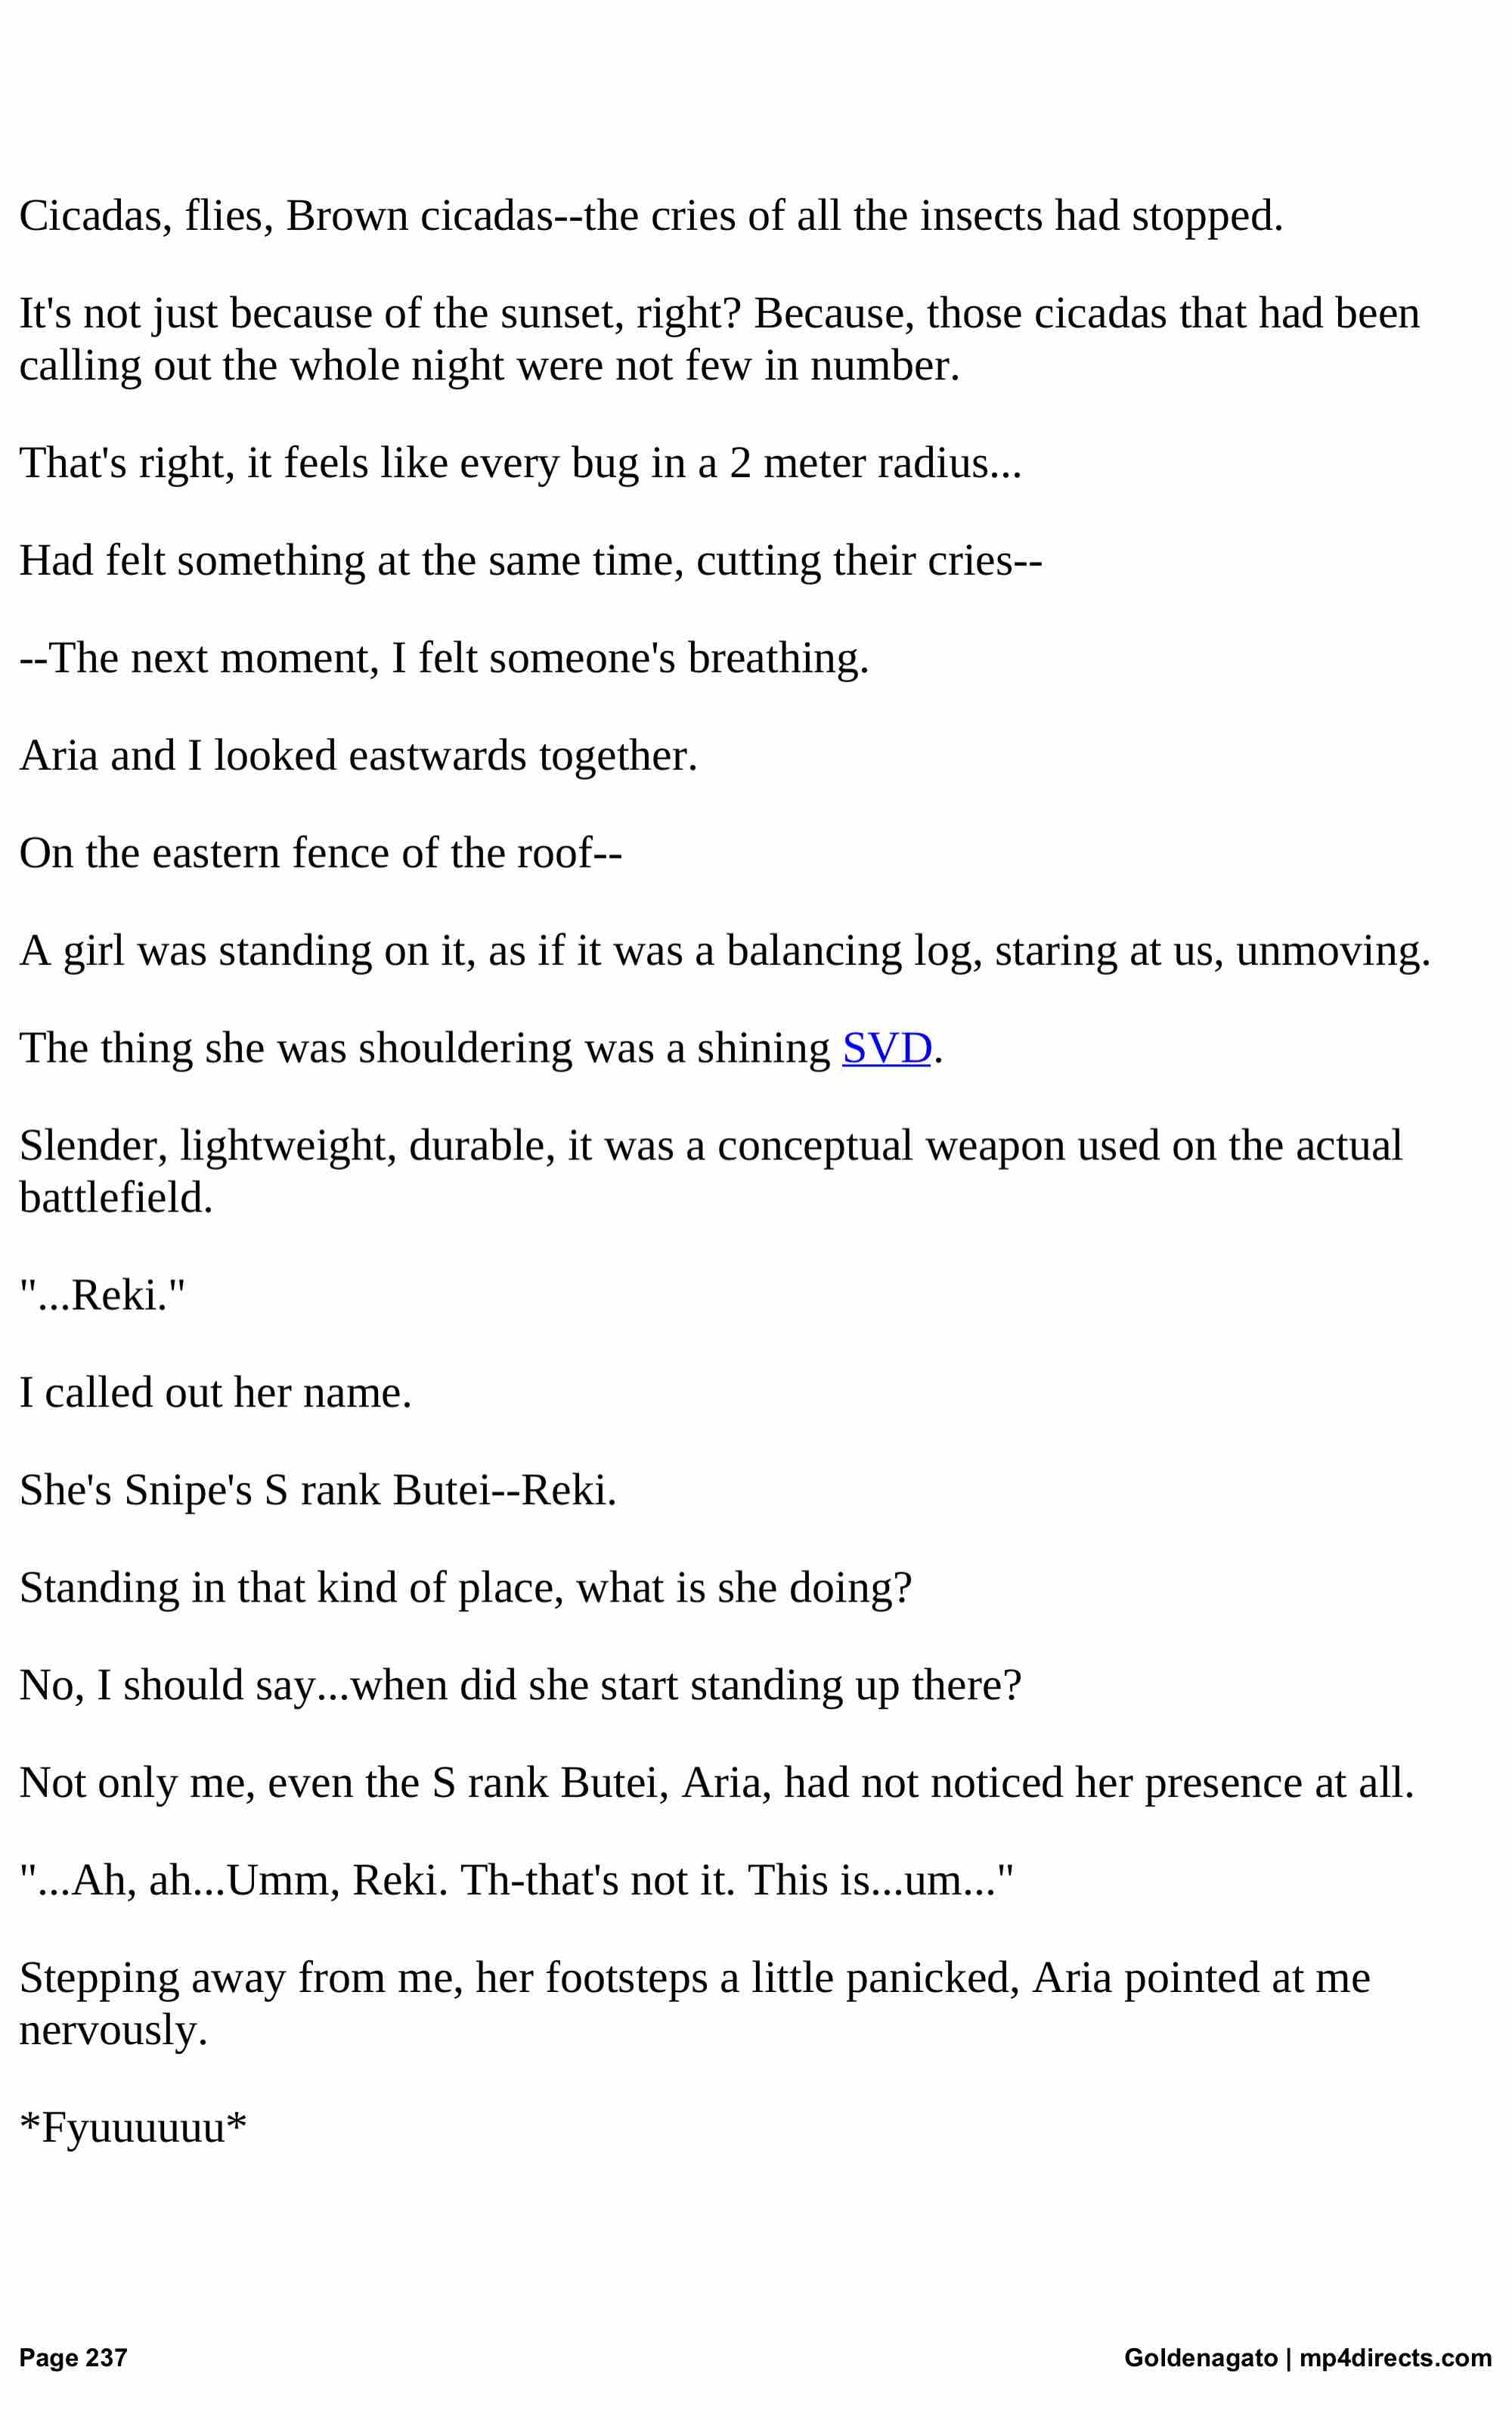 Cicadas, flies, Brown cicadas--the cries of all the insects had stopped.
It's not just because of the sunset, right? Because, those cicadas that had been
calling out the whole night were not few in number.
That's right, it feels like every bug in a 2 meter radius...
Had felt something at the same time, cutting their cries--
--The next moment, I felt someone's breathing.
Aria and I looked eastwards together.
On the eastern fence of the roof--
A girl was standing on it, as if it was a balancing log, staring at us, unmoving.
The thing she was shouldering was a shining SVD.
Slender, lightweight, durable, it was a conceptual weapon used on the actual
battlefield.
"...Reki."
I called out her name.
She's Snipe's S rank Butei--Reki.
Standing in that kind of place, what is she doing?
No, I should say...when did she start standing up there?
Not only me, even the S rank Butei, Aria, had not noticed her presence at all.
"...Ah, ah...Umm, Reki. Th-that's not it. This is...um..."
Stepping away from me, her footsteps a little panicked, Aria pointed at me
nervously.
*Fyuuuuuu*
Page 237
Goldenagato | mp4directs.com